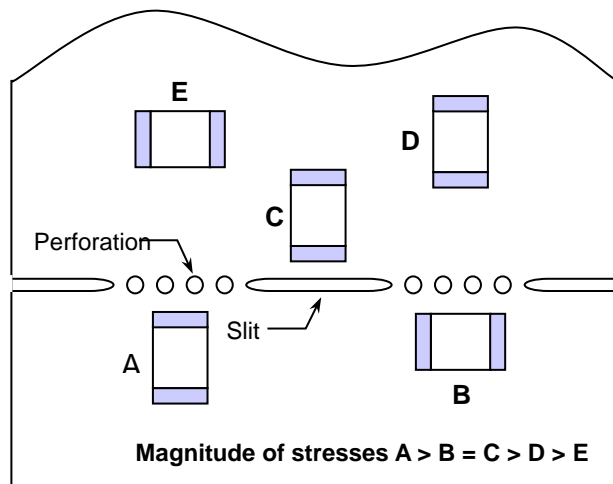 E
D
C
Perforation
Slit
A
B
Magnitude of stresses A > B = C > D > E